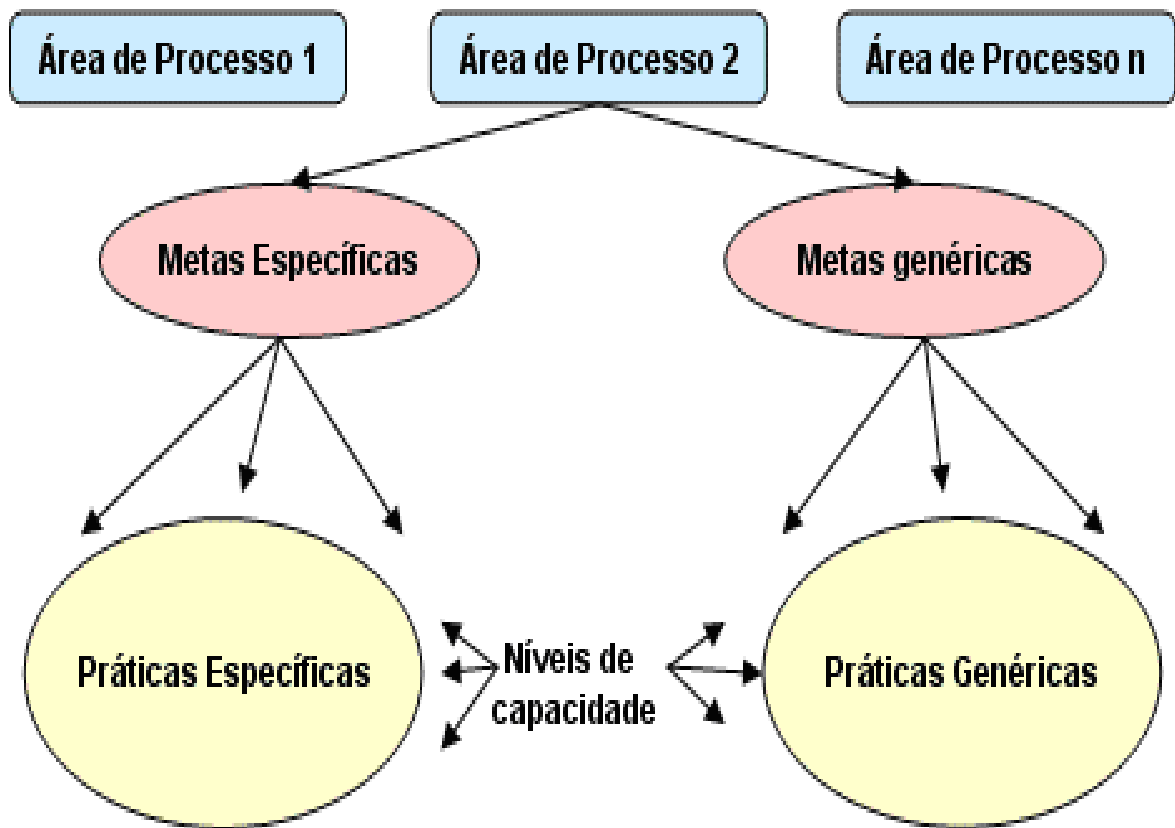 Área de Processo 1
Área de Processo 2
Área de Processo n
Metas Específicas
Metas genéricas
Práticas Específicas
Níveis de
capacidade
Práticas Genéricas